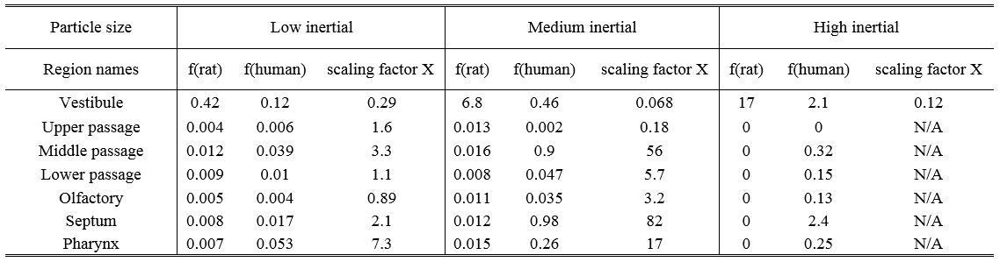 Particle size Low inertial Medium inertial High inertial
Region names f(rat) f(human) scaling factor X f(rat) f(human) scaling factor X f(rat) f(human) scaling factor X
Vestibule 0.42 0.12 0.29 6.8 0.46 0.068 17 2.1 0.12
Upper passage 0.004 0.006 1.6 0.013 0.002 0.18 0 0 N/A
Middle passage 0.012 0.039 3.3 0.016 0.9 56 0 0.32 N/A
Lower passage 0.009 0.01 1.1 0.008 0.047 5.7 0 0.15 N/A
Olfactory 0.005 0.004 0.89 0.011 0.035 3.2 0 0.13 N/A
Septum 0.008 0.017 2.1 0.012 0.98 82 0 2.4 N/A
Pharynx 0.007 0.053 7.3 0.015 0.26 17 0 0.25 N/A